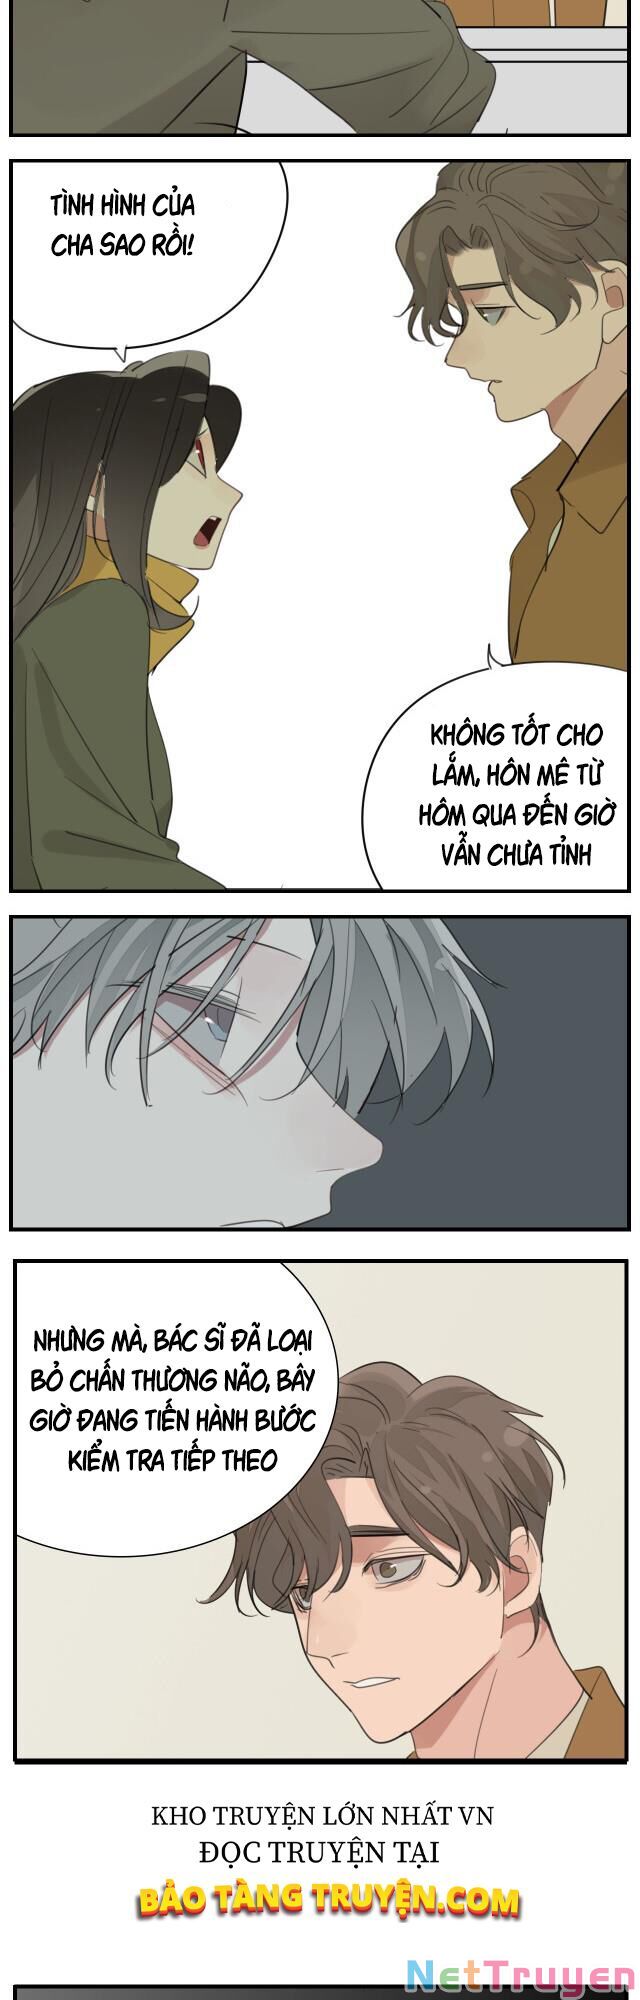 TÌNH HÌNH CỦA
CHA SAO RỒI!
KHÔNG TỐT CHO
LẮM, HÔN MÊ TỪ
HÔM QUA ĐẾN GIỜ
VẪN CHƯA TỈNH
NHƯNG MÀ, BÁC SĨ ĐÃ LOẠI
BỎ CHẤN THƯƠNG NÃO, BÂY
GIỜ ĐANG TIẾN HÀNH BƯỚC
KIỂM TRA TIẾP THEO
KHO TRUYỆN LỚN NHẤT VN
ĐỌC TRUYỆN TẠI
BẢO TÀNG TRUYỆN.COM
NetTruyen